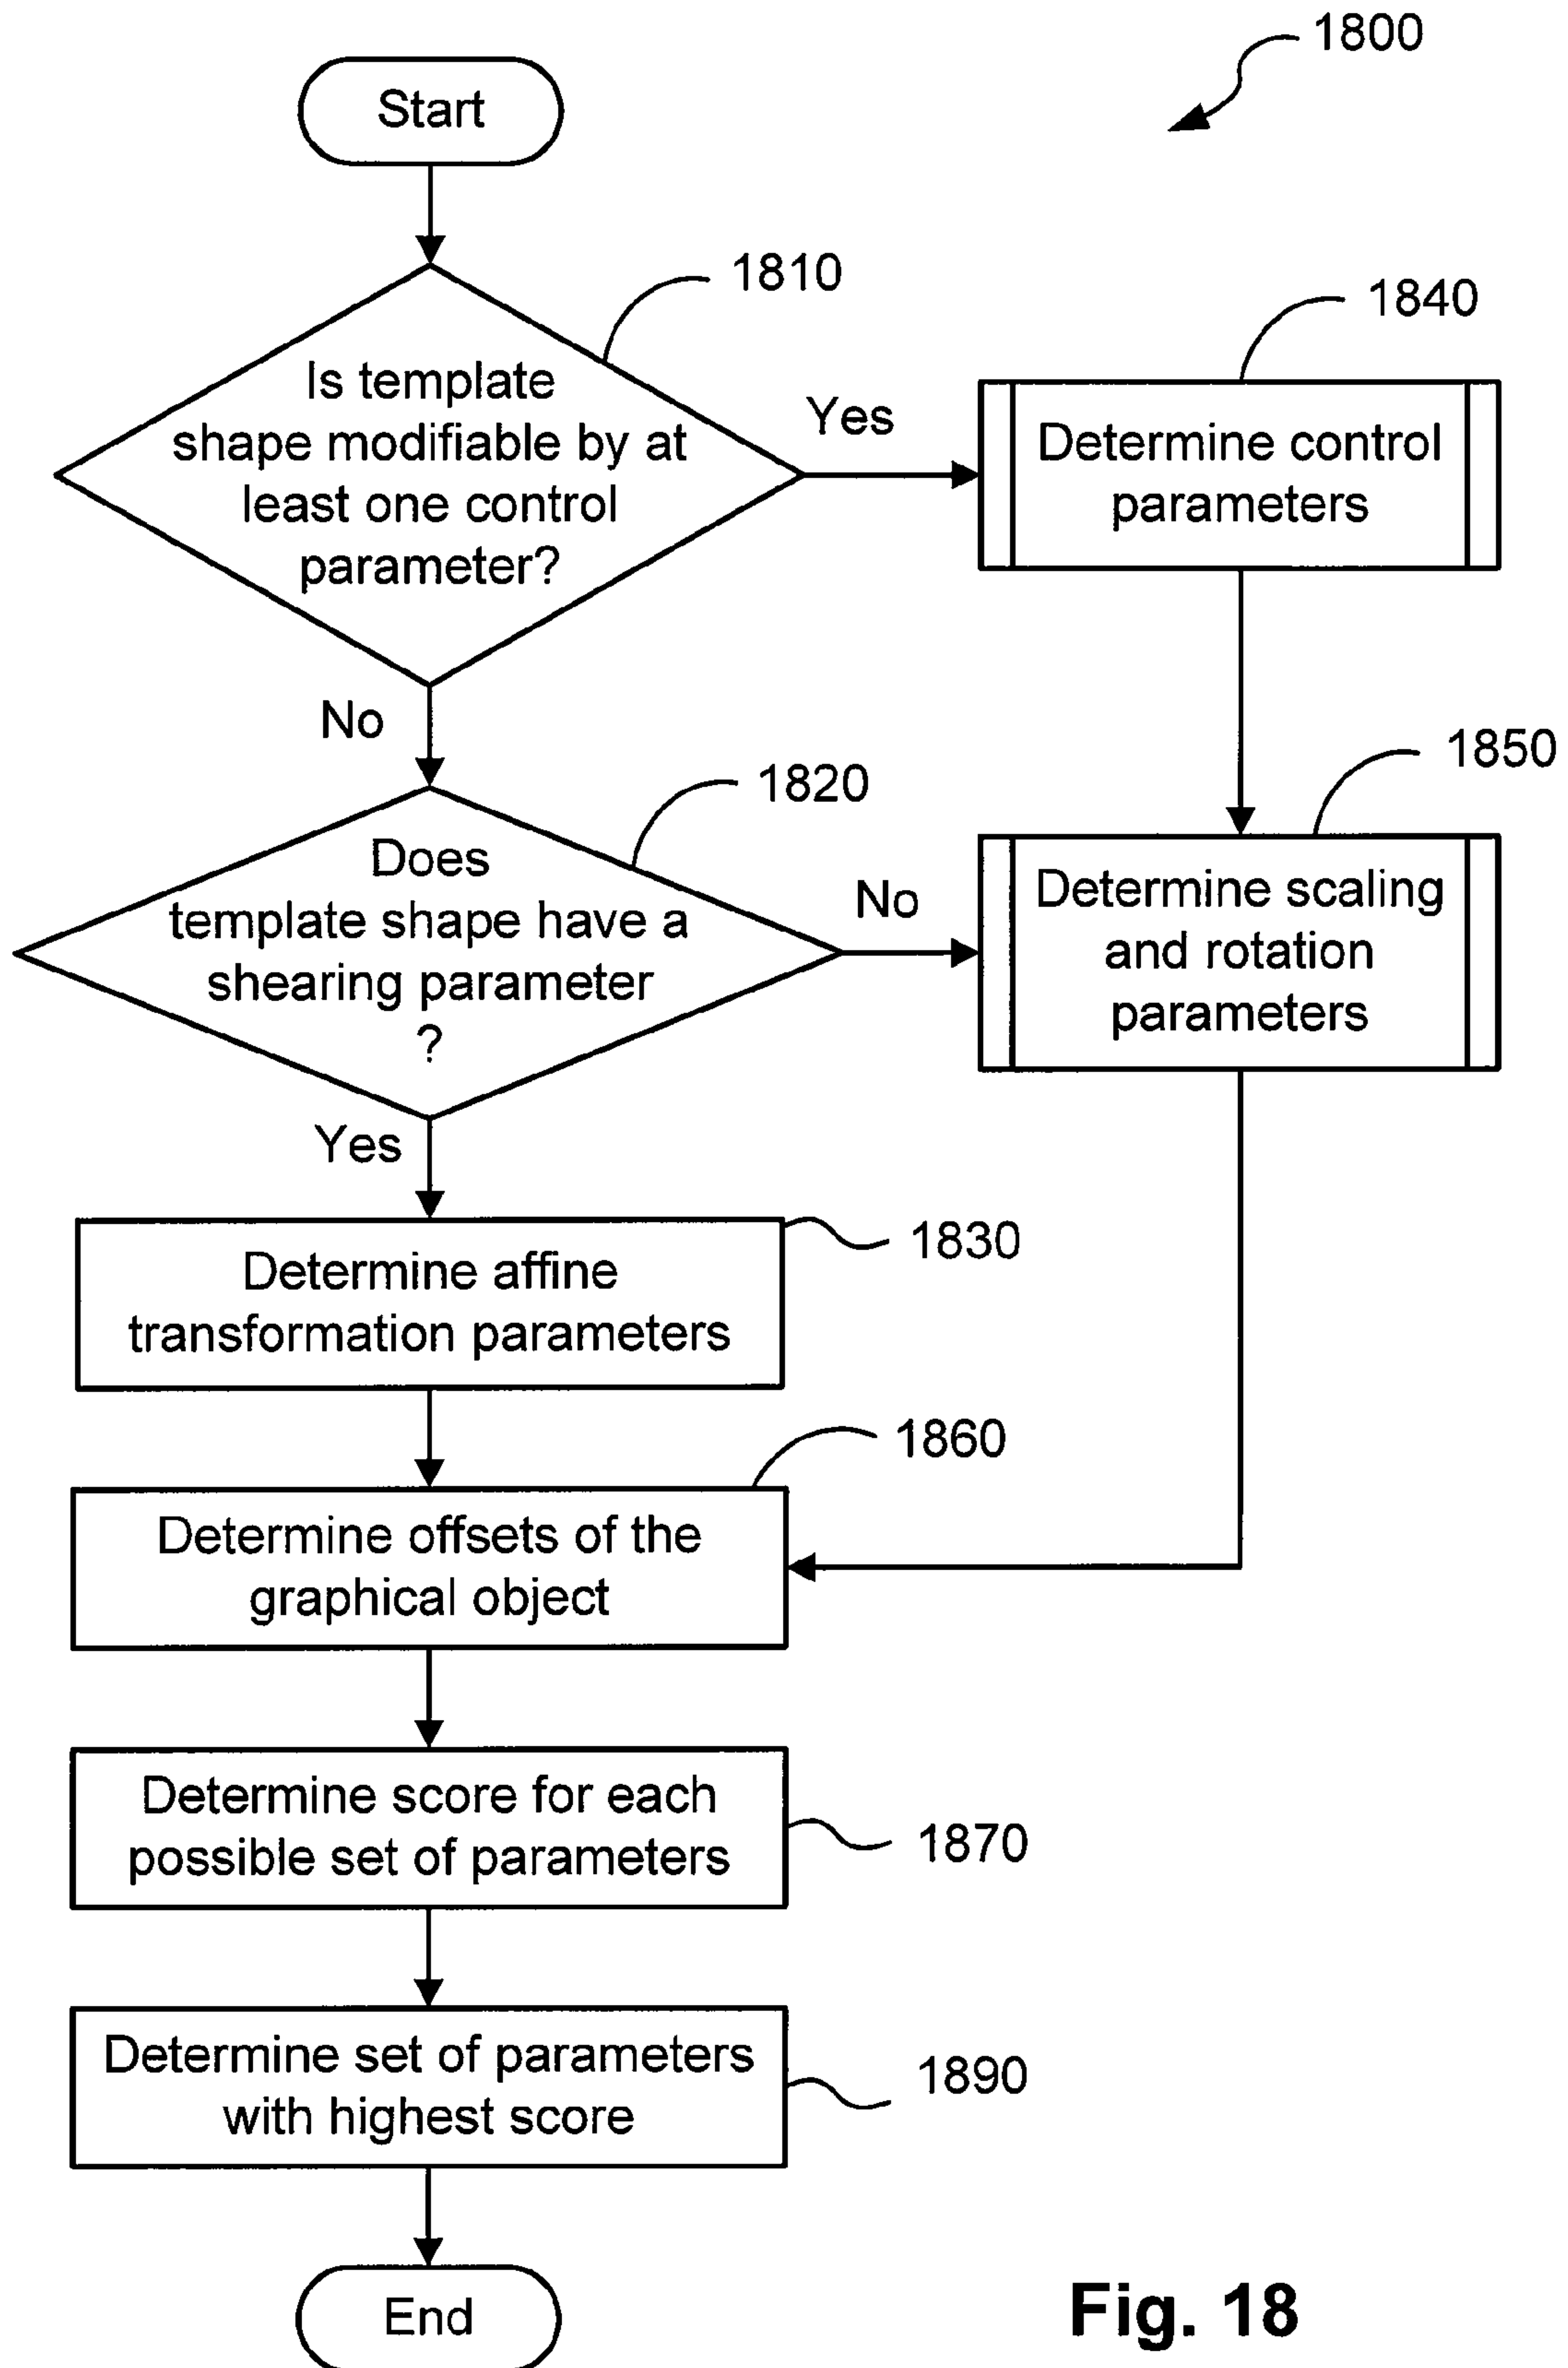 1800
Start
1810
Is template
shape modifiable by at
least one control
parameter?
Yes
1840
Determine control
parameters
No
1820
Does
template shape have a
shearing parameter
?
No
1850
Determine scaling
and rotation
parameters
Yes
1830
Determine affine
transformation parameters
1860
Determine offsets of the
graphical object
Determine score for each
possible set of parameters
1870
Determine set of parameters
with highest score
1890
End
Fig. 18